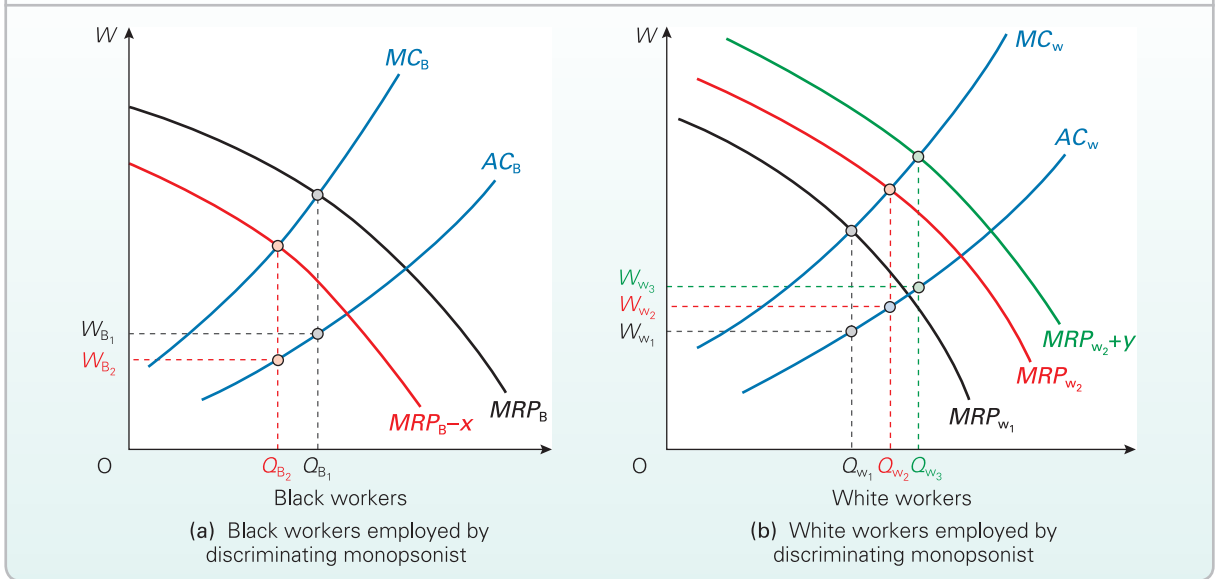 W
MC_B
AC_B
W_B₁
W_B₂
MRP_B–x
MRP_B
O
Q_B₂ Q_B₁
Black workers
(a) Black workers employed by
discriminating monopsonist
W
MC_w
AC_w
W_w₃
W_w₂
W_w₁
MRP_w₂+y
MRP_w₂
MRP_w₁
O
Q_w₁ Q_w₂ Q_w₃
White workers
(b) White workers employed by
discriminating monopsonist